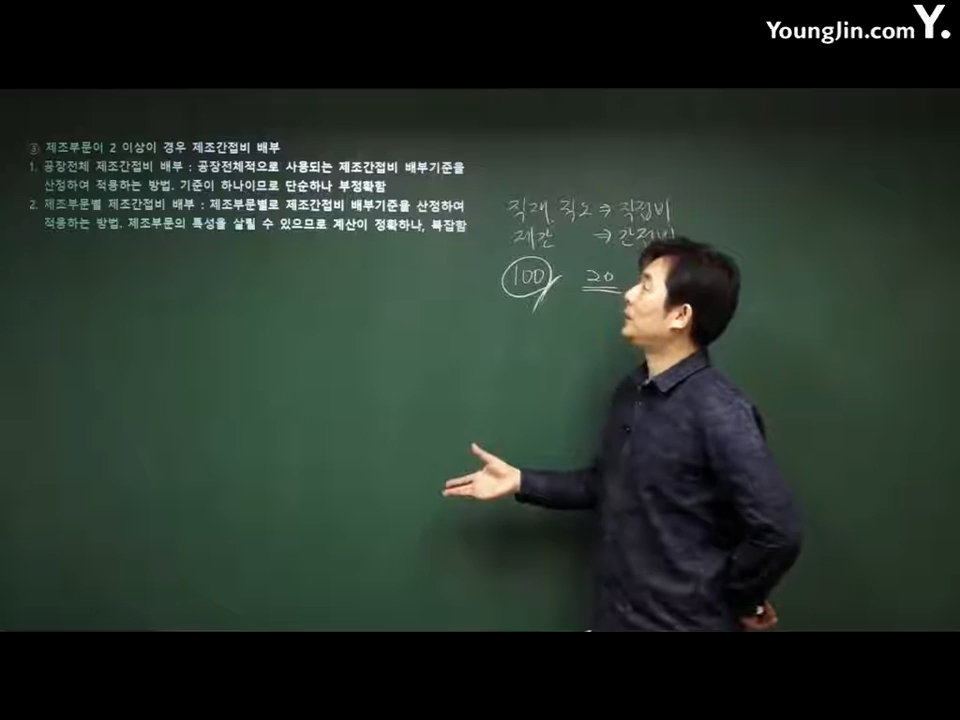 YoungJin.com Y.
③ 제조부문이 2 이상이 경우 제조간접비 배부
1. 공장전체 제조간접비 배부 : 공장전체적으로 사용되는 제조간접비 배부기준을
산정하여 적용하는 방법. 기준이 하나이므로 단순하나 부정확함
2. 제조부문별 제조간접비 배부 : 제조부문별로 제조간접비 배부기준을 산정하여
적용하는 방법. 제조부문의 특성을 살릴 수 있으므로 계산이 정확하나, 복잡함
직재, 직노 ⇒ 직접비
제간 ⇒ 간접비
100 20